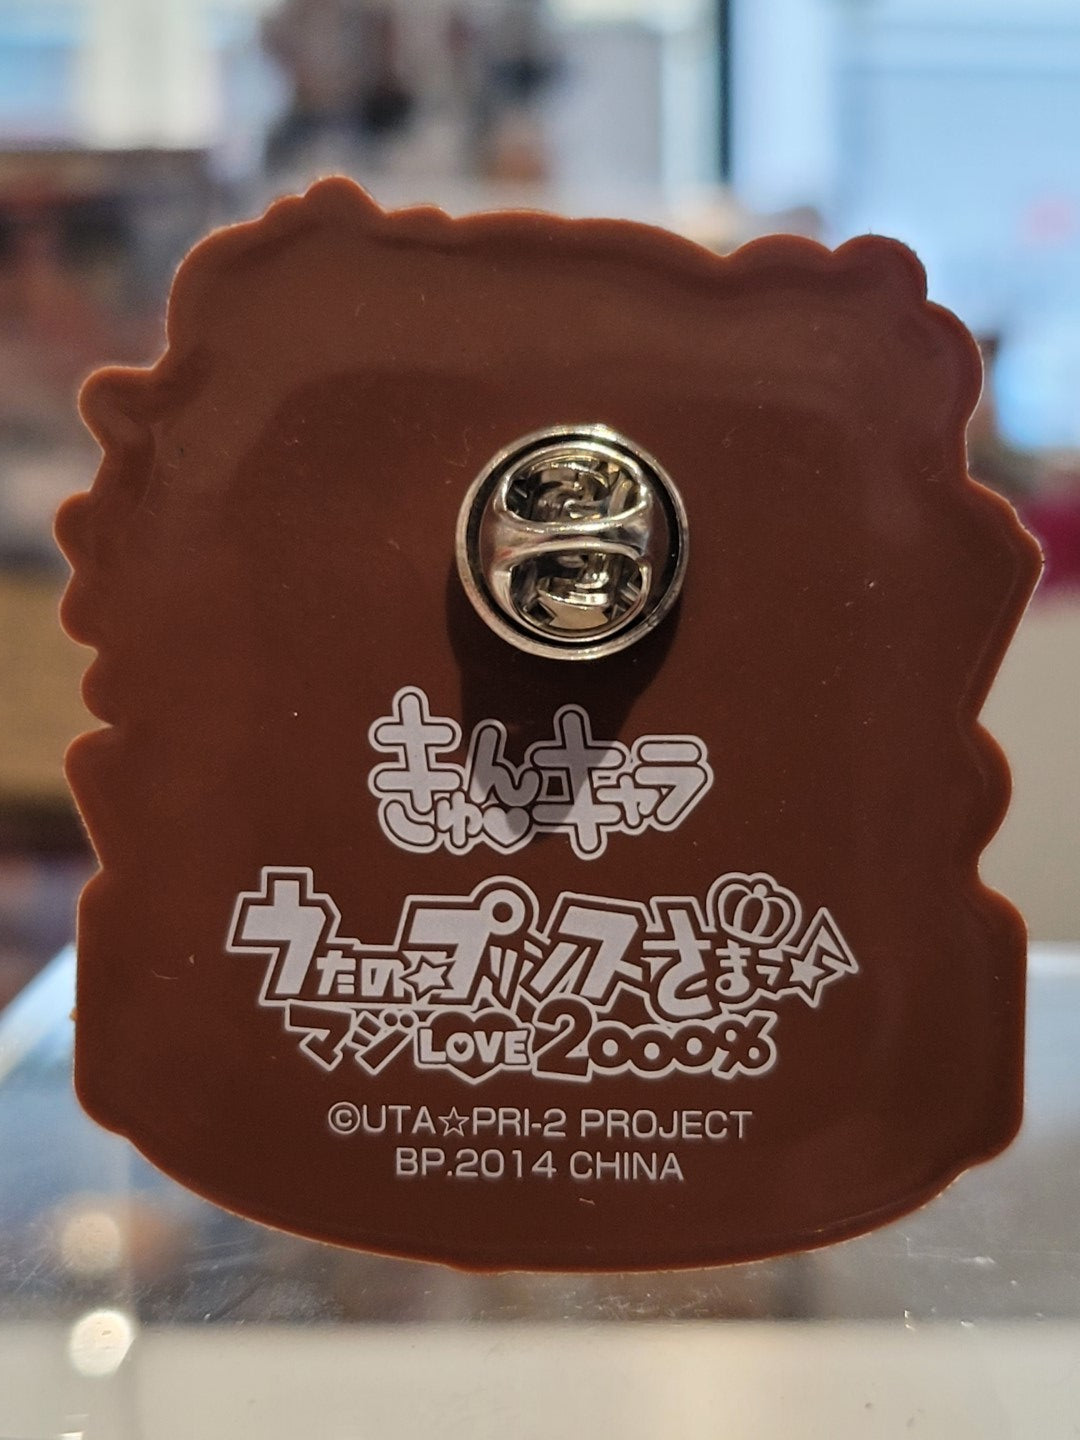 きゅんキャラ
うたの☆プリンスさまっ♪
マジLOVE2000%
©UTA☆PRI-2 PROJECT
BP.2014 CHINA